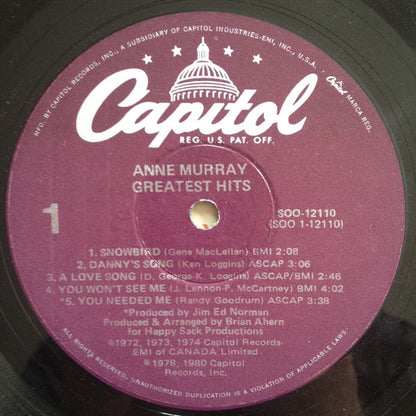 MFD. BY CAPITOL RECORDS, INC., A SUBSIDIARY OF CAPITOL INDUSTRIES-EMI, INC., U.S.A.
Capitol
MARCA REG.
Capitol
REG. U.S. PAT. OFF.
ANNE MURRAY
GREATEST HITS
1
SOO-12110
(SOO 1-12110)
1. SNOWBIRD (Gene MacLellan) BMI 2:08
2. DANNY'S SONG (Ken Loggins) ASCAP 3:06
3. A LOVE SONG (D. George-K. Loggins) ASCAP/BMI 2:46
4. YOU WON'T SEE ME (J. Lennon-P. McCartney) BMI 4:02
*5. YOU NEEDED ME (Randy Goodrum) ASCAP 3:38
*Produced by Jim Ed Norman
Produced & Arranged by Brian Ahern
for Happy Sack Productions
℗1972, 1973, 1974 Capitol Records-
EMI of CANADA Limited
℗1978, 1980 Capitol
Records, Inc.
ALL RIGHTS RESERVED. UNAUTHORIZED DUPLICATION IS A VIOLATION OF APPLICABLE LAWS.